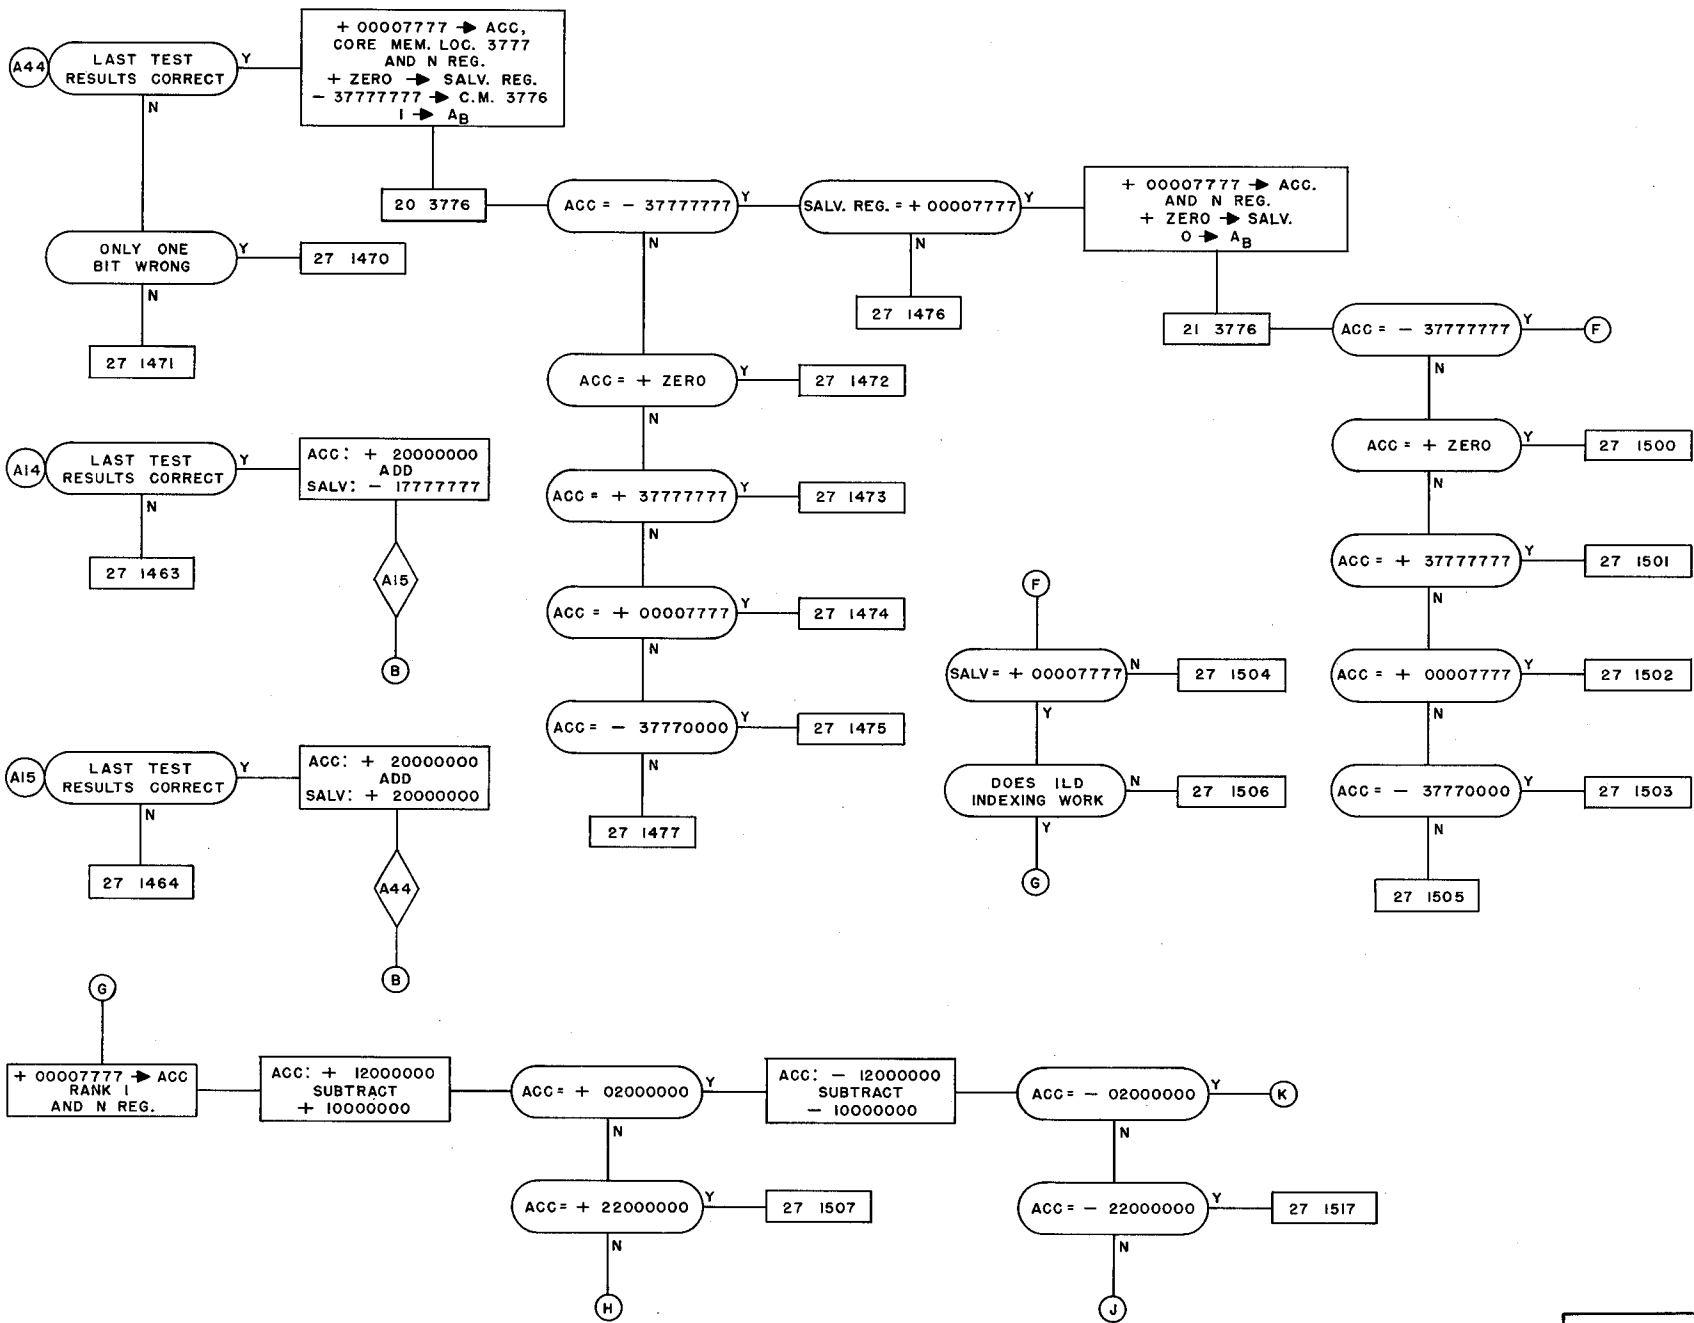 A44
LAST TEST
RESULTS CORRECT
Y
N
+ 00007777 → ACC,
CORE MEM. LOC. 3777
AND N REG.
+ ZERO → SALV. REG.
- 37777777 → C.M. 3776
1 → AB
ONLY ONE
BIT WRONG
Y
27 1470
N
27 1471
20 3776
ACC = - 37777777
Y
N
SALV. REG. = + 00007777
Y
N
27 1476
+ 00007777 → ACC.
AND N REG.
+ ZERO → SALV.
0 → AB
21 3776
ACC = - 37777777
Y
F
N
ACC = + ZERO
Y
27 1472
N
ACC = + 37777777
Y
27 1473
N
ACC = + 00007777
Y
27 1474
N
ACC = - 37770000
Y
27 1475
N
27 1477
ACC = + ZERO
Y
27 1500
N
ACC = + 37777777
Y
27 1501
N
ACC = + 00007777
Y
27 1502
N
ACC = - 37770000
Y
27 1503
N
27 1505
A14
LAST TEST
RESULTS CORRECT
Y
N
27 1463
ACC: + 20000000
ADD
SALV: - 17777777
A15
B
F
SALV = + 00007777
N
27 1504
Y
DOES ILD
INDEXING WORK
N
27 1506
Y
G
A15
LAST TEST
RESULTS CORRECT
Y
N
27 1464
ACC: + 20000000
ADD
SALV: + 20000000
A44
B
G
+ 00007777 → ACC
RANK 1
AND N REG.
ACC: + 12000000
SUBTRACT
+ 10000000
ACC = + 02000000
Y
N
ACC = + 22000000
Y
27 1507
N
H
ACC: - 12000000
SUBTRACT
- 10000000
ACC = - 02000000
Y
K
N
ACC = - 22000000
Y
27 1517
N
J